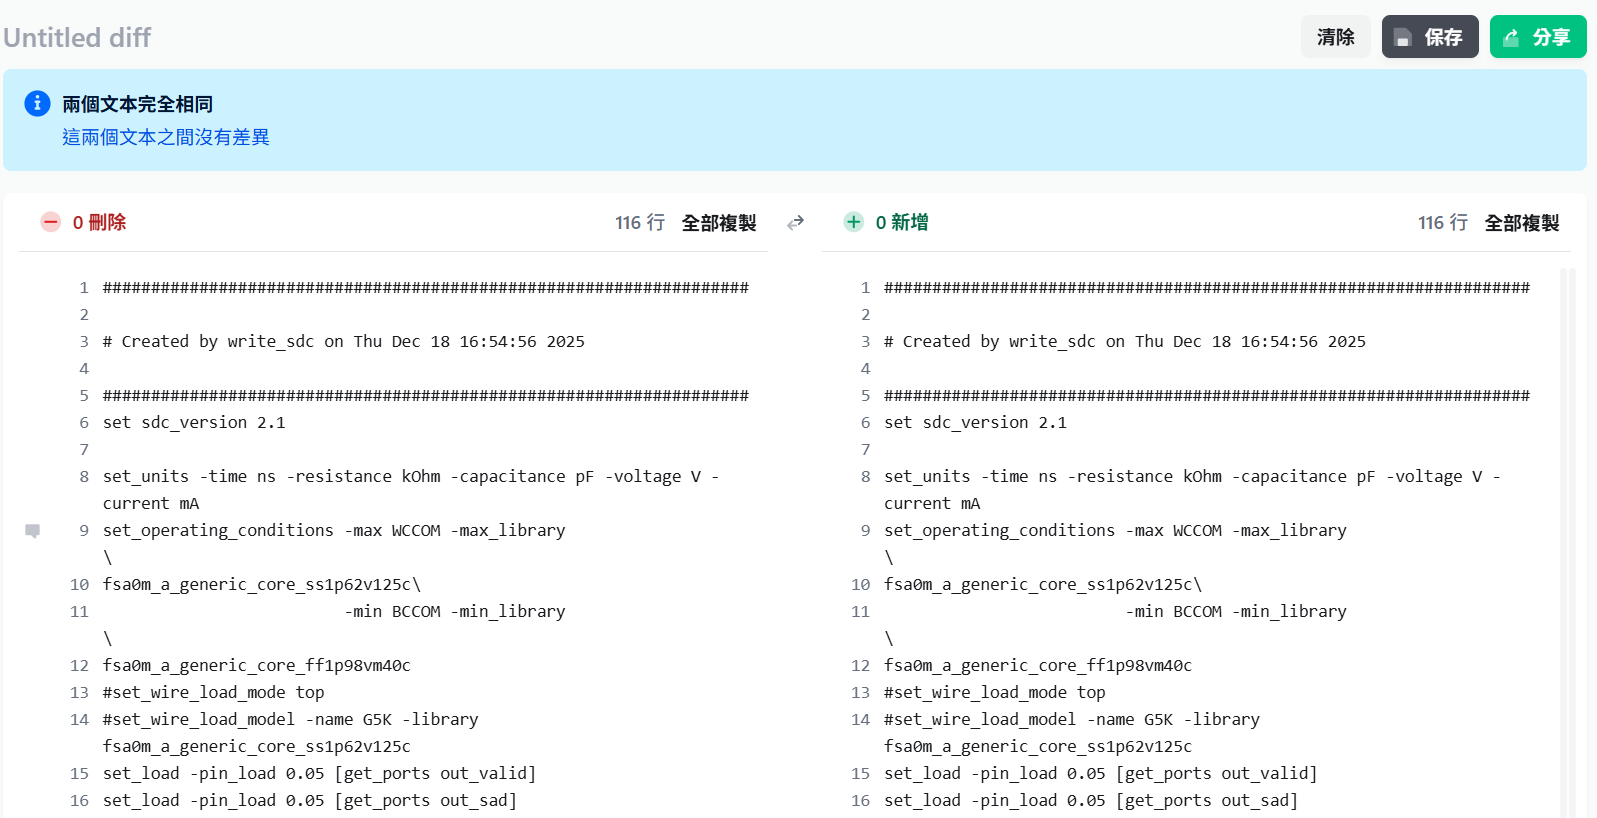 Untitled diff
清除
保存
分享
兩個文本完全相同
這兩個文本之間沒有差異
0 刪除
116 行 全部複製
0 新增
116 行 全部複製
1 ###################################################################
2
3 # Created by write_sdc on Thu Dec 18 16:54:56 2025
4
5 ###################################################################
6 set sdc_version 2.1
7
8 set_units -time ns -resistance kOhm -capacitance pF -voltage V -
current mA
9 set_operating_conditions -max WCCOM -max_library
\
10 fsa0m_a_generic_core_ss1p62v125c\
11 -min BCCOM -min_library
\
12 fsa0m_a_generic_core_ff1p98vm40c
13 #set_wire_load_mode top
14 #set_wire_load_model -name G5K -library
fsa0m_a_generic_core_ss1p62v125c
15 set_load -pin_load 0.05 [get_ports out_valid]
16 set_load -pin_load 0.05 [get_ports out_sad]
1 ###################################################################
2
3 # Created by write_sdc on Thu Dec 18 16:54:56 2025
4
5 ###################################################################
6 set sdc_version 2.1
7
8 set_units -time ns -resistance kOhm -capacitance pF -voltage V -
current mA
9 set_operating_conditions -max WCCOM -max_library
\
10 fsa0m_a_generic_core_ss1p62v125c\
11 -min BCCOM -min_library
\
12 fsa0m_a_generic_core_ff1p98vm40c
13 #set_wire_load_mode top
14 #set_wire_load_model -name G5K -library
fsa0m_a_generic_core_ss1p62v125c
15 set_load -pin_load 0.05 [get_ports out_valid]
16 set_load -pin_load 0.05 [get_ports out_sad]